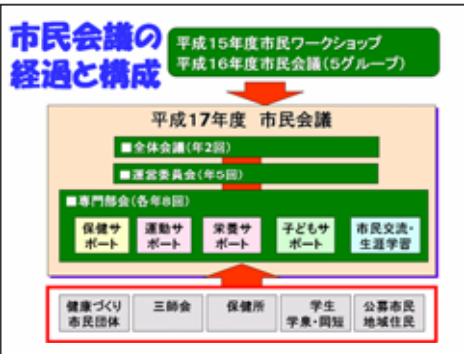 市民会議の
経過と構成
平成15年度市民ワークショップ
平成16年度市民会議(5グループ)
平成17年度 市民会議
■全体会議(年2回)
■運営委員会(年5回)
■専門部会(各年8回)
保健サ
ポート
運動サ
ポート
栄養サ
ポート
子どもサ
ポート
市民交流・
生涯学習
健康づくり
市民団体
三師会
保健所
学生
学泉・岡短
公募市民
地域住民